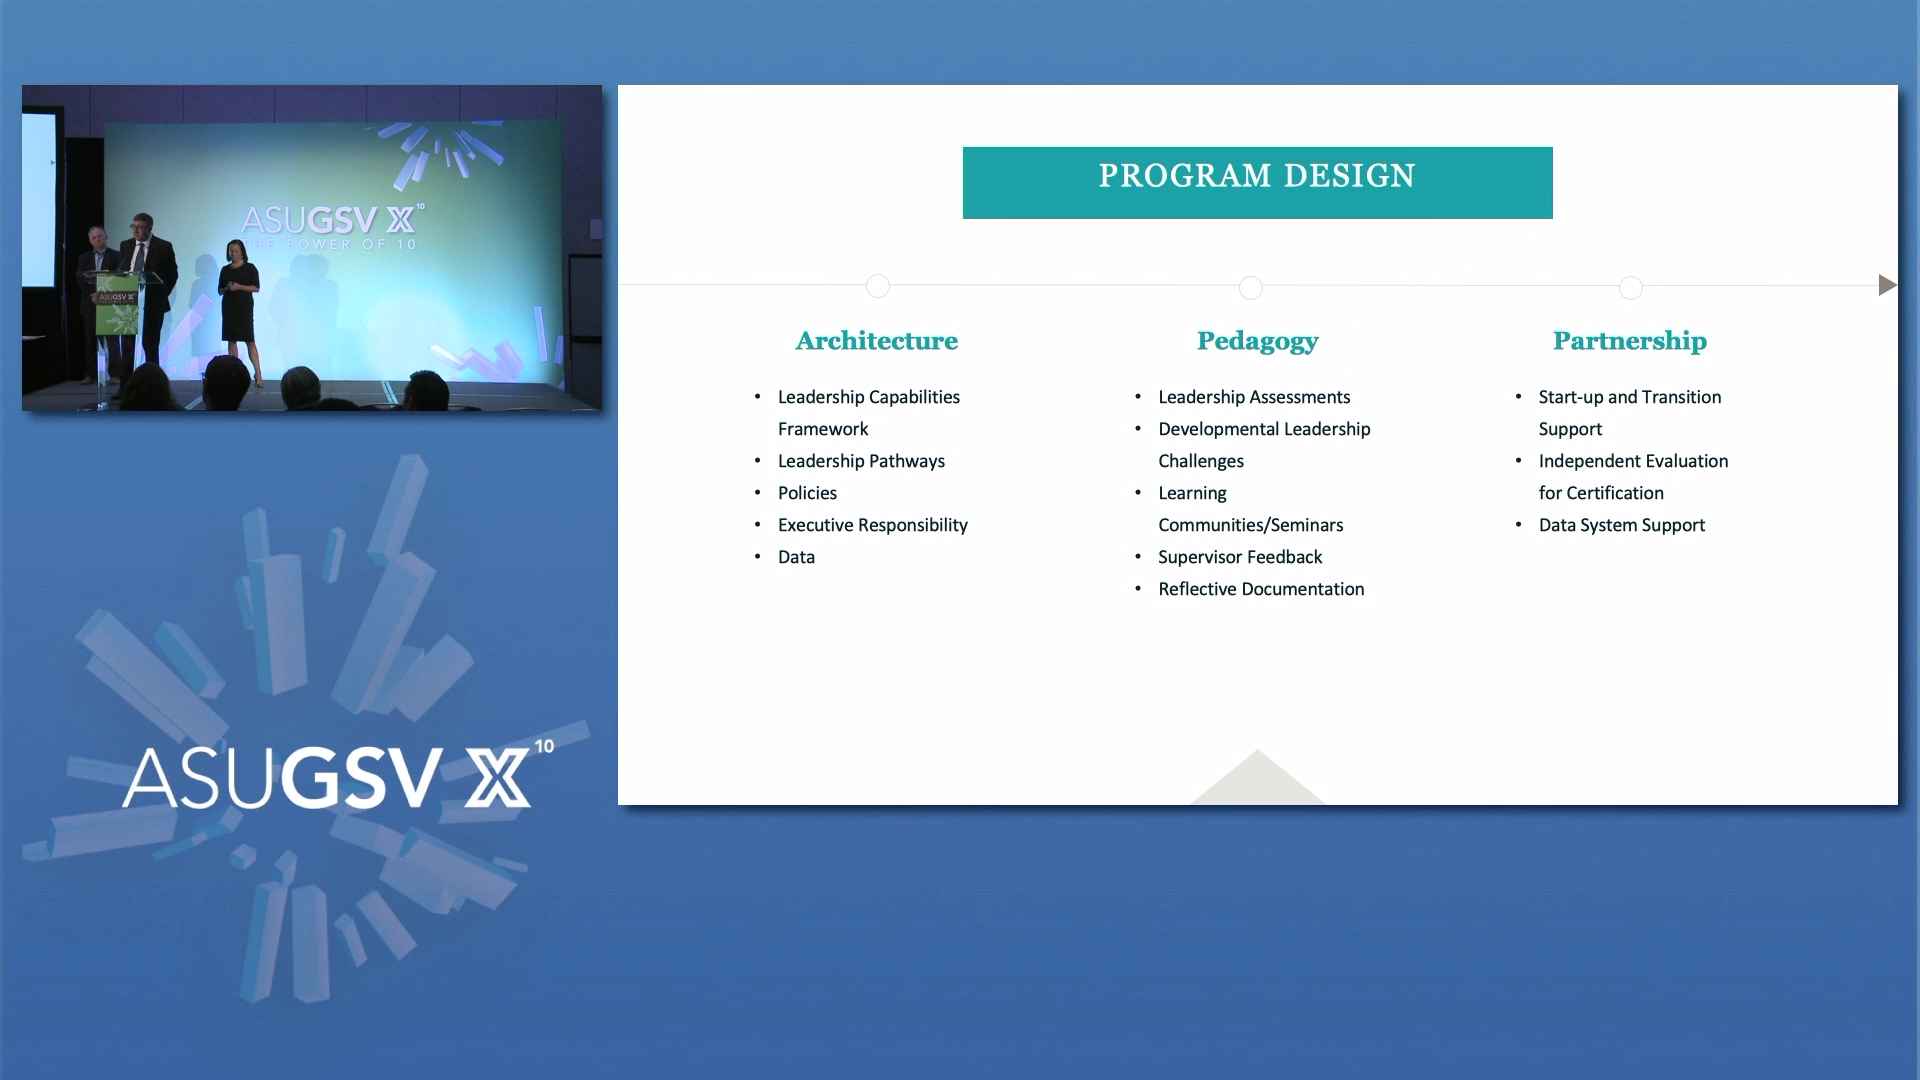 ASUGSV X 10
THE POWER OF 10
ASUGSV X
PROGRAM DESIGN
Architecture
• Leadership Capabilities
Framework
• Leadership Pathways
• Policies
• Executive Responsibility
• Data
Pedagogy
• Leadership Assessments
• Developmental Leadership
Challenges
• Learning
Communities/Seminars
• Supervisor Feedback
• Reflective Documentation
Partnership
• Start-up and Transition
Support
• Independent Evaluation
for Certification
• Data System Support
ASUGSV X 10